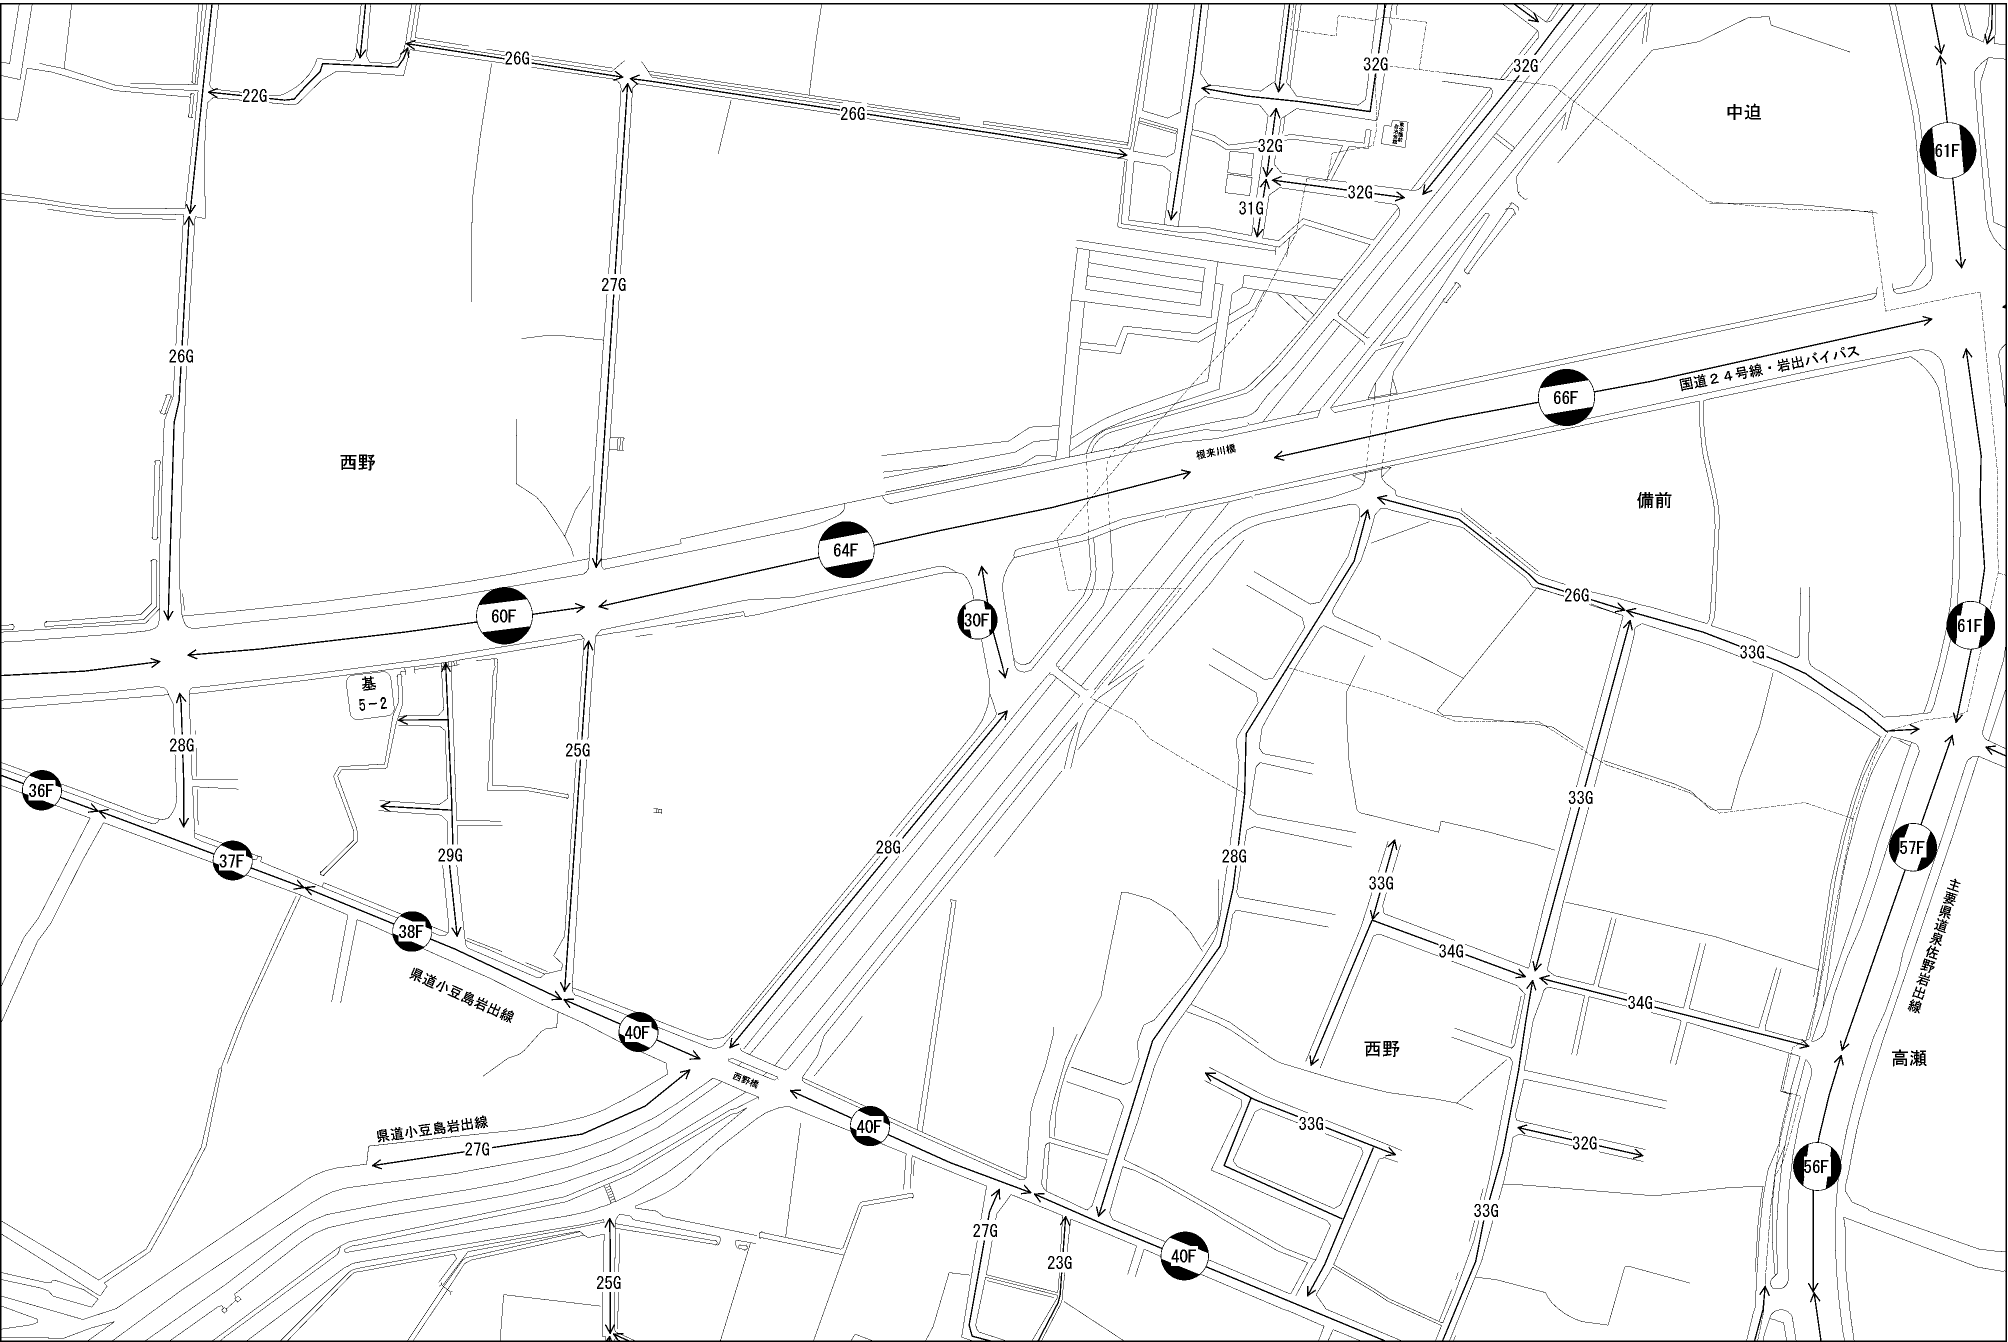 26G
32G
32G
22G
26G
中迫
61F
32G
32G
31G
27G
26G
国道２４号線・岩出バイパス
66F
根来川橋
西野
備前
64F
26G
60F
30F
61F
33G
基
5-2
28G
25G
36F
33G
28G
57F
29G
28G
37F
33G
38F
34G
主要県道泉佐野岩出線
県道小豆島岩出線
34G
40F
西野
高瀬
西野橋
県道小豆島岩出線
40F
33G
27G
32G
56F
33G
27G
40F
23G
25G